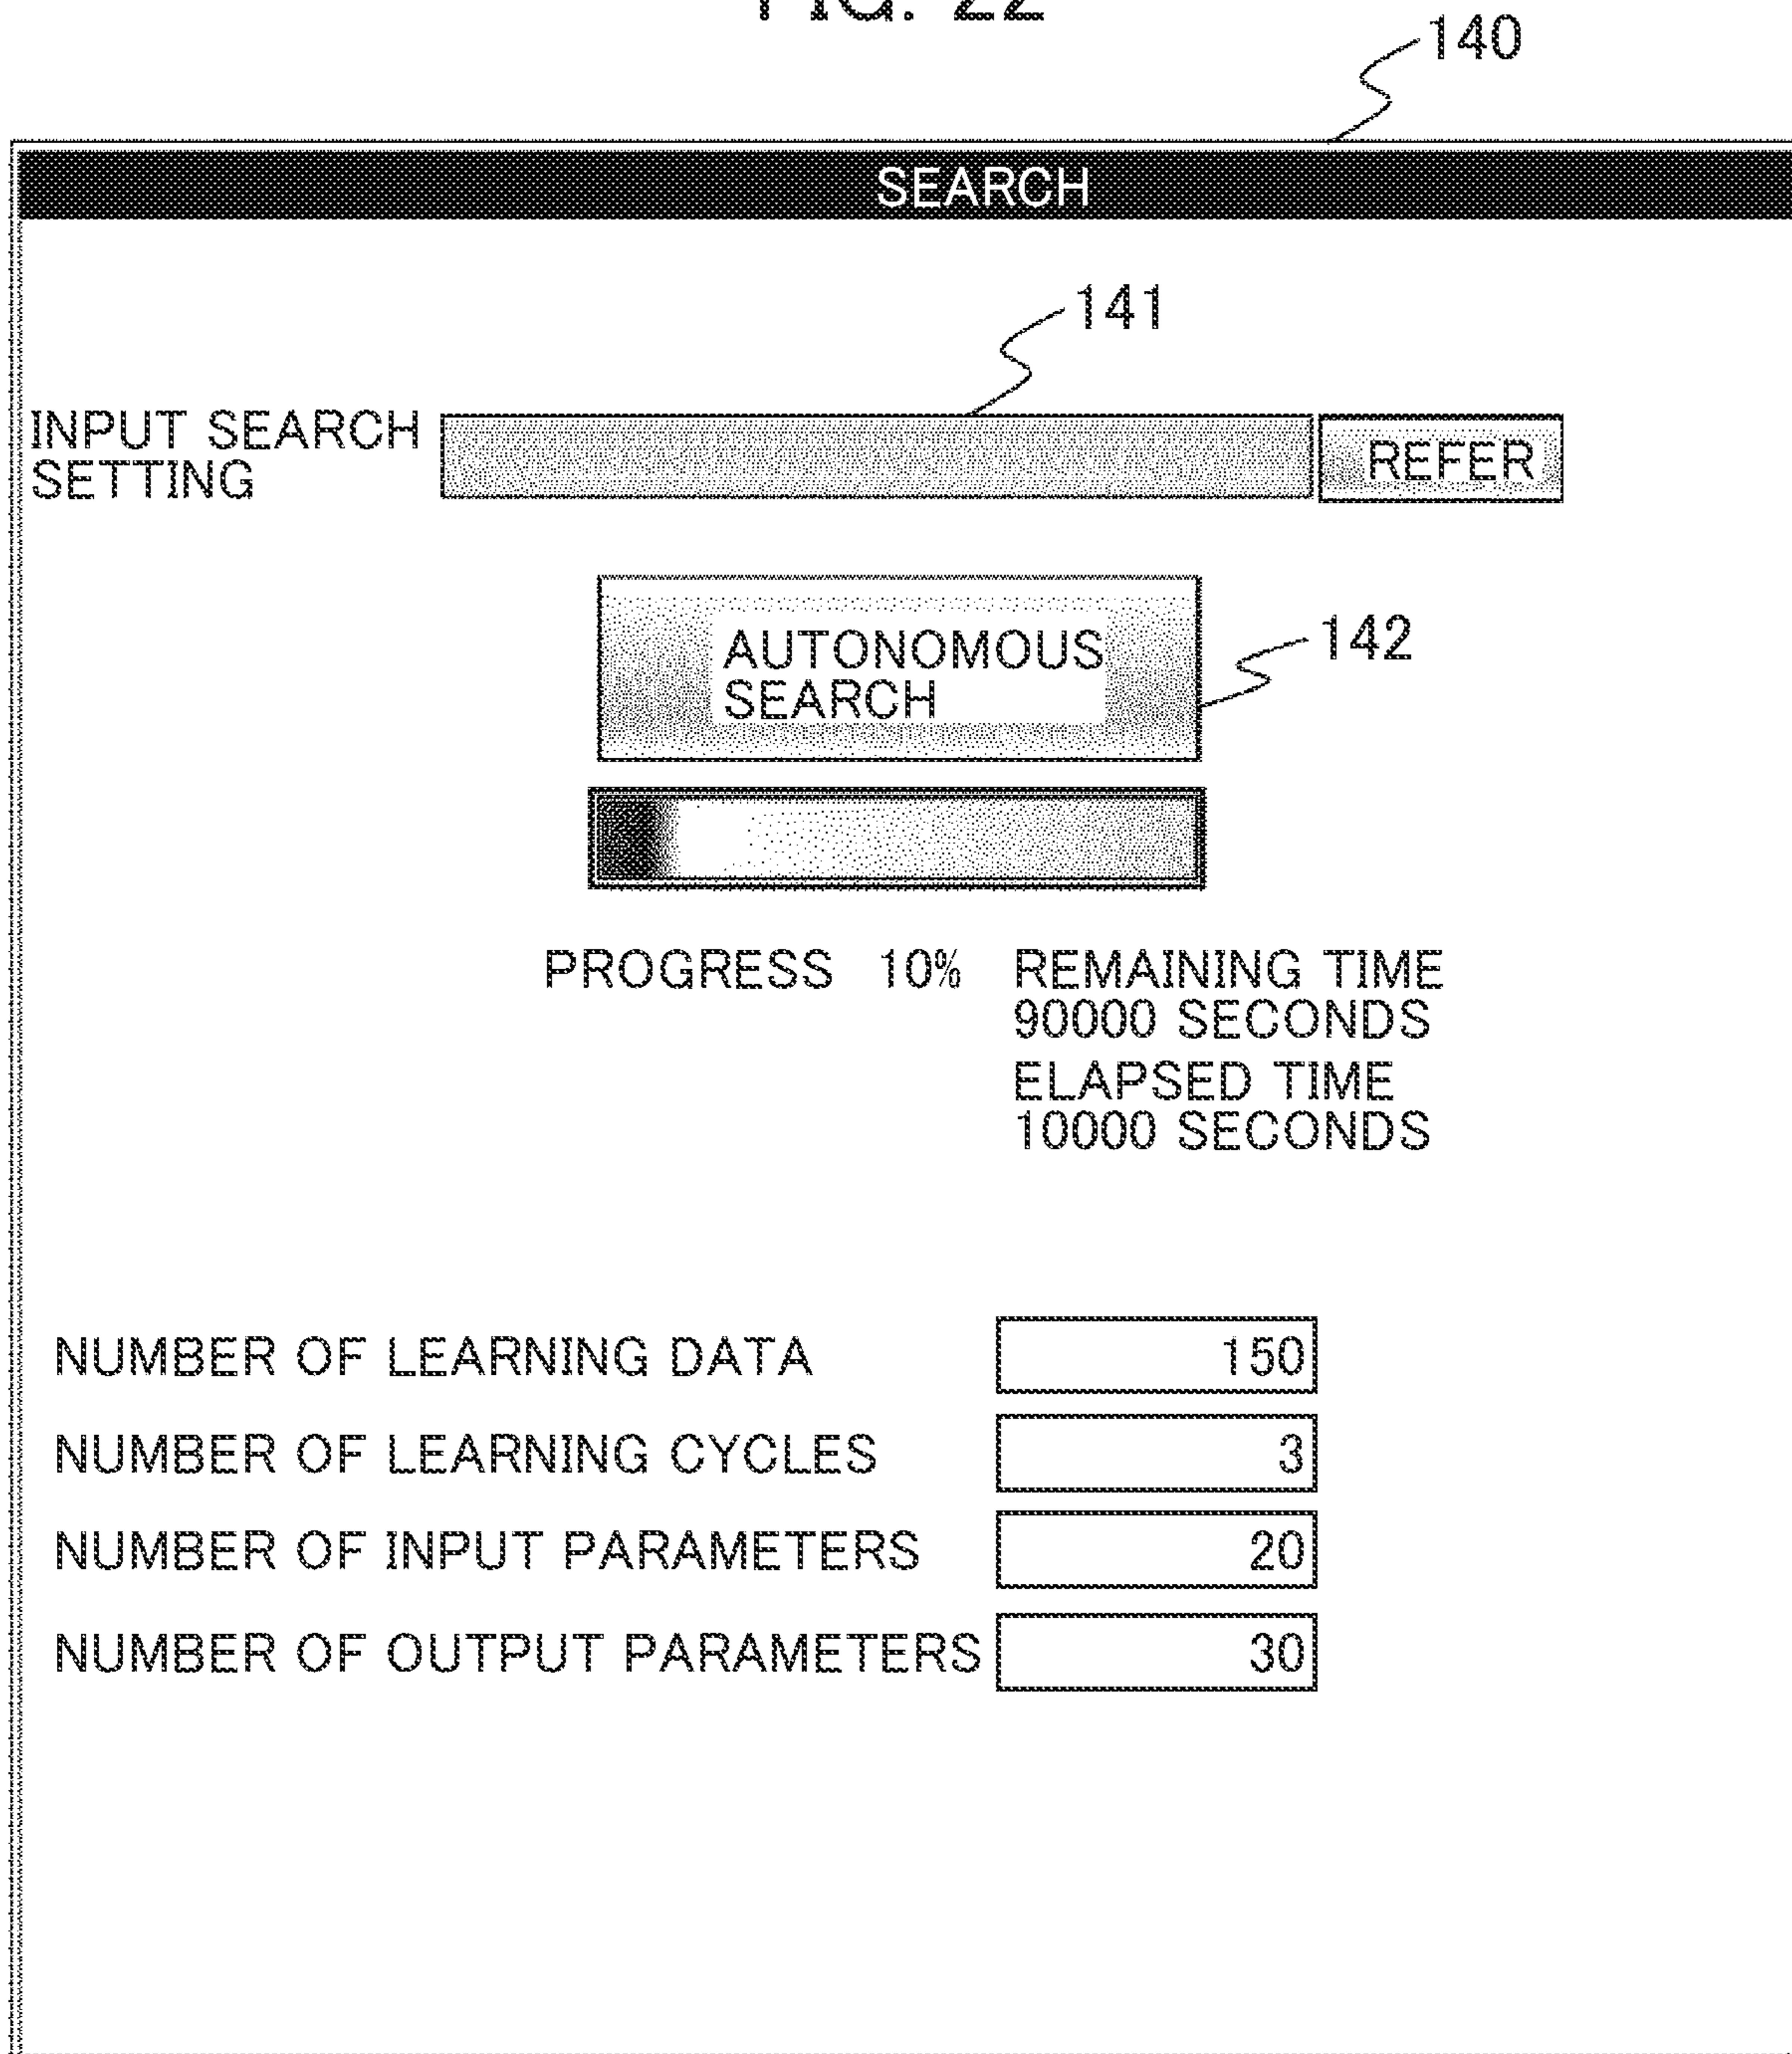 FIG. 22
140
SEARCH
141
INPUT SEARCH
SETTING
REFER
AUTONOMOUS
SEARCH
142
PROGRESS 10%
REMAINING TIME
90000 SECONDS
ELAPSED TIME
10000 SECONDS
NUMBER OF LEARNING DATA 150
NUMBER OF LEARNING CYCLES 3
NUMBER OF INPUT PARAMETERS 20
NUMBER OF OUTPUT PARAMETERS 30